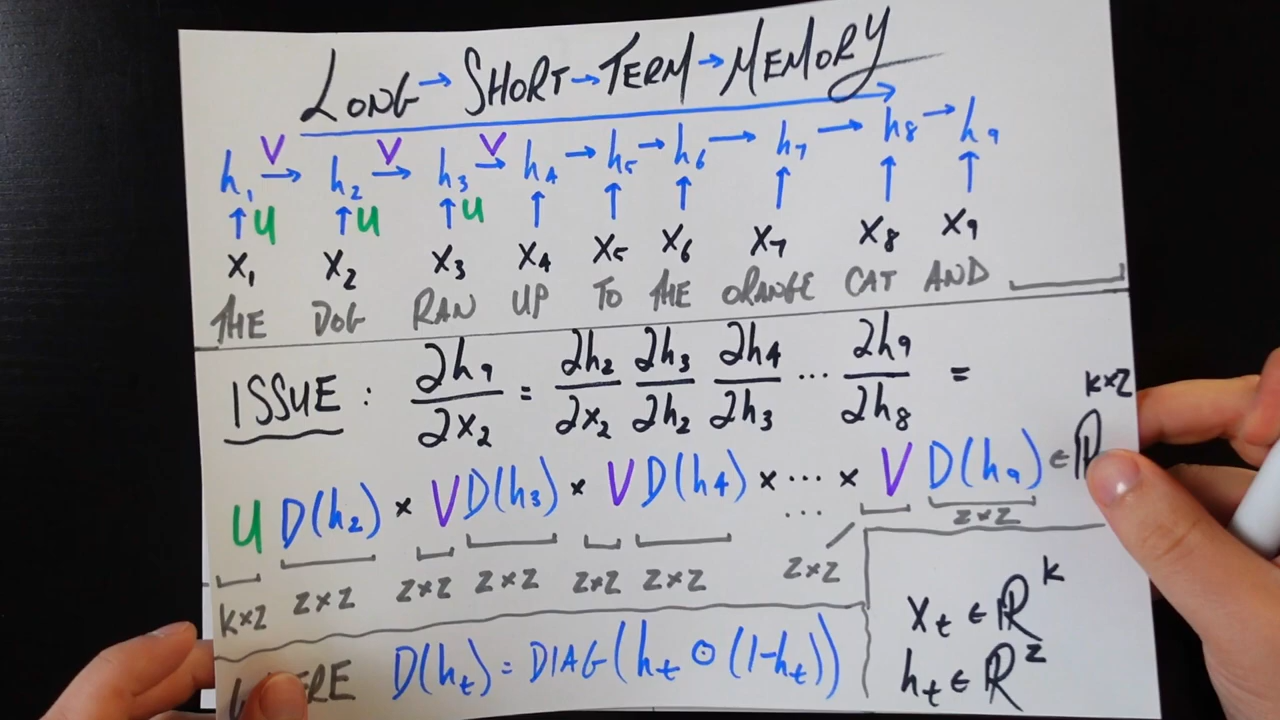 LONG → SHORT → TERM → MEMORY
V V V
h₁ → h₂ → h₃ → h₄ → h₅ → h₆ → h₇ → h₈ → h₉
↑ U ↑ U ↑ U ↑ ↑ ↑ ↑ ↑ ↑
x₁ x₂ x₃ x₄ x₅ x₆ x₇ x₈ x₉
THE DOG RAN UP TO THE ORANGE CAT AND ____
ISSUE : ∂h₉/∂x₂ = ∂h₂/∂x₂ ∂h₃/∂h₂ ∂h₄/∂h₃ ... ∂h₉/∂h₈ =
U D(h₂) × V D(h₃) × V D(h₄) × ... × V D(h₉) ∈ ℝ^(k×z)
...
k×z z×z z×z z×z z×z z×z z×z z×z
D(hₜ) = DIAG(hₜ ⊙ (1-hₜ))
xₜ ∈ ℝ^k
hₜ ∈ ℝ^z